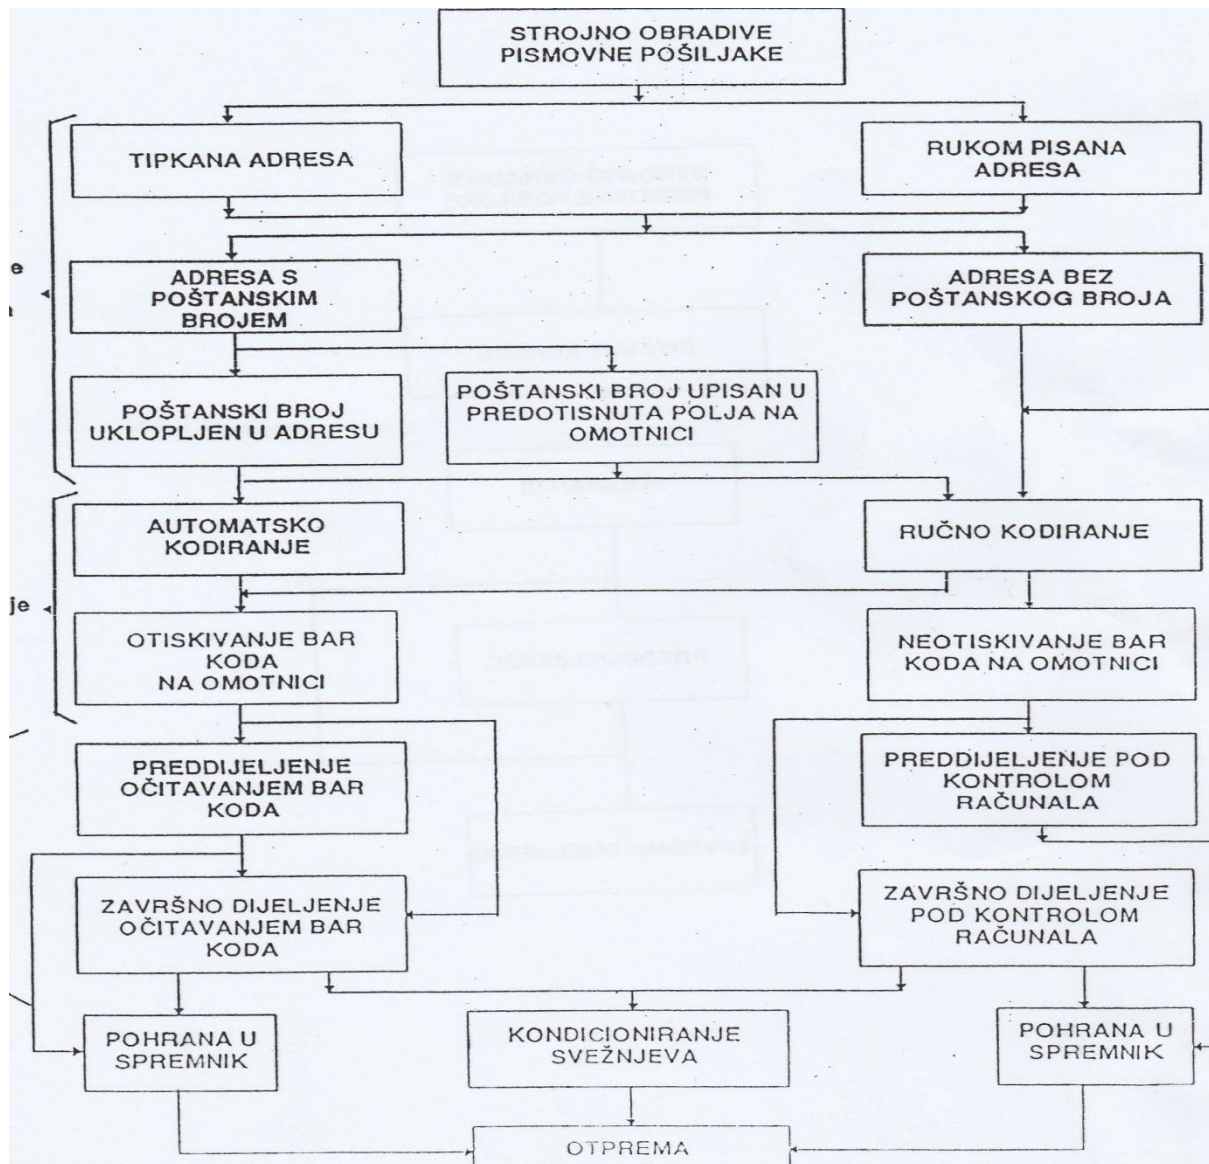 STROJNO OBRADIVE
PISMOVNE POŠILJAKE
TIPKANA ADRESA
RUKOM PISANA
ADRESA
ADRESA S
POŠTANSKIM
BROJEM
ADRESA BEZ
POŠTANSKOG BROJA
POŠTANSKI BROJ
UKLOPLJEN U ADRESU
POŠTANSKI BROJ UPISAN U
PREDOTISNUTA POLJA NA
OMOTNICI
AUTOMATSKO
KODIRANJE
RUČNO KODIRANJE
OTISKIVANJE BAR
KODA
NA OMOTNICI
NEOTISKIVANJE BAR
KODA NA OMOTNICI
PREDDIJELJENJE
OČITAVANJEM BAR
KODA
PREDDIJELJENJE POD
KONTROLOM
RAČUNALA
ZAVRŠNO DIJELJENJE
OČITAVANJEM BAR
KODA
ZAVRŠNO DIJELJENJE
POD KONTROLOM
RAČUNALA
POHRANA U
SPREMNIK
KONDICIONIRANJE
SVEŽNJEVA
POHRANA U
SPREMNIK
OTPREMA